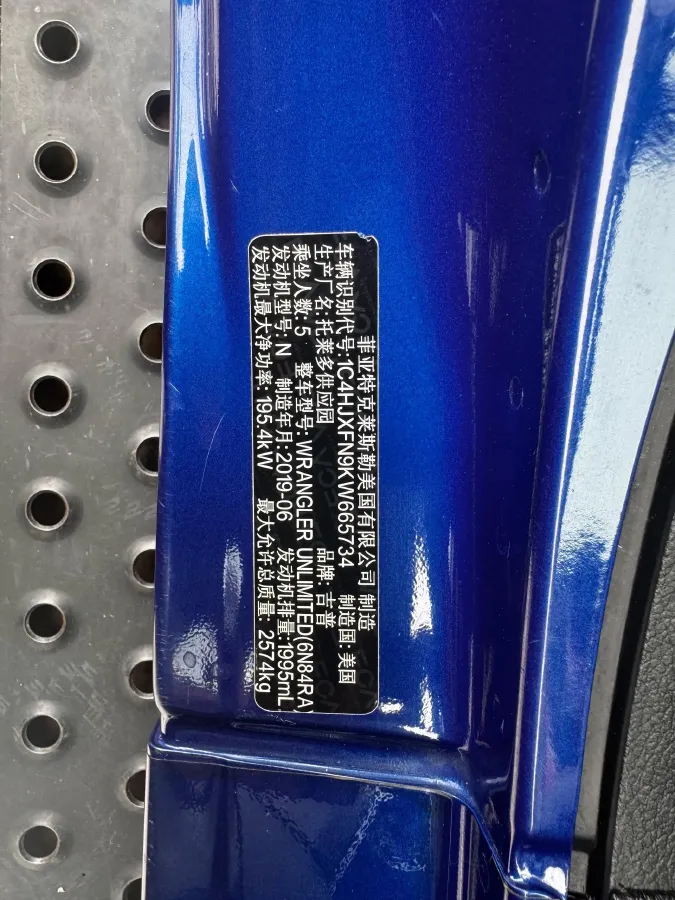 菲亚特克莱斯勒美国有限公司 制造
车辆识别代号:1C4HJXFN9KW665734 制造国: 美国
生产厂名: 托莱多供应园 品牌: 吉普
乘坐人数: 5 整车型号: WRANGLER UNLIMITED(6N84RA)
发动机型号: N 制造年月: 2019-06 发动机排量: 1995mL
发动机最大净功率: 195.4kW 最大允许总质量: 2574kg